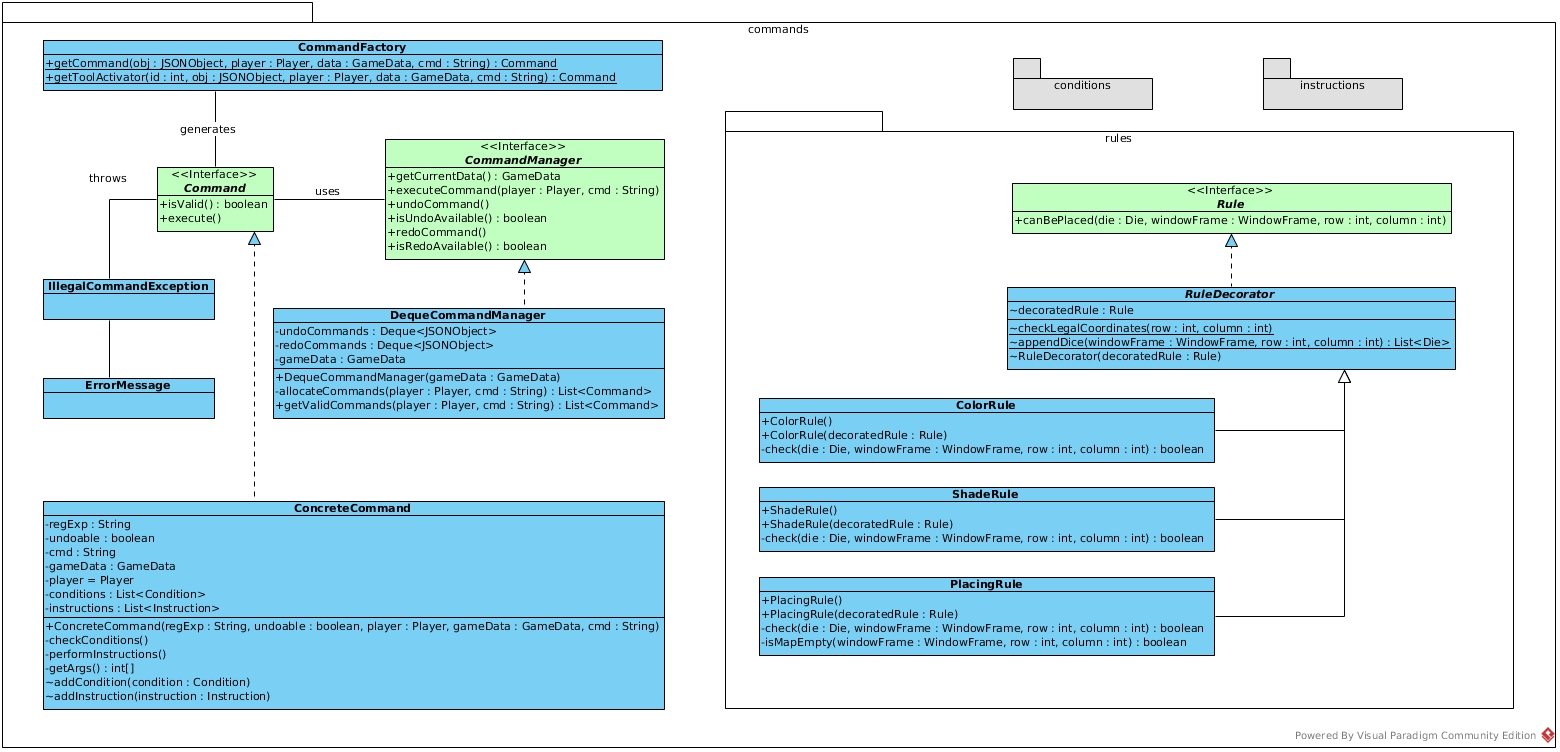 commands
CommandFactory
+getCommand(obj : JSONObject, player : Player, data : GameData, cmd : String) : Command
+getToolActivator(id : int, obj : JSONObject, player : Player, data : GameData, cmd : String) : Command
generates
<<Interface>>
Command
+isValid() : boolean
+execute()
throws
uses
<<Interface>>
CommandManager
+getCurrentData() : GameData
+executeCommand(player : Player, cmd : String)
+undoCommand()
+isUndoAvailable() : boolean
+redoCommand()
+isRedoAvailable() : boolean
IllegalCommandException
ErrorMessage
DequeCommandManager
-undoCommands : Deque<JSONObject>
-redoCommands : Deque<JSONObject>
-gameData : GameData
+DequeCommandManager(gameData : GameData)
-allocateCommands(player : Player, cmd : String) : List<Command>
+getValidCommands(player : Player, cmd : String) : List<Command>
ConcreteCommand
-regExp : String
-undoable : boolean
-cmd : String
-gameData : GameData
-player = Player
-conditions : List<Condition>
-instructions : List<Instruction>
+ConcreteCommand(regExp : String, undoable : boolean, player : Player, gameData : GameData, cmd : String)
-checkConditions()
-performInstructions()
-getArgs() : int[]
~addCondition(condition : Condition)
~addInstruction(instruction : Instruction)
conditions
instructions
rules
<<Interface>>
Rule
+canBePlaced(die : Die, windowFrame : WindowFrame, row : int, column : int)
RuleDecorator
~decoratedRule : Rule
~checkLegalCoordinates(row : int, column : int)
~appendDice(windowFrame : WindowFrame, row : int, column : int) : List<Die>
~RuleDecorator(decoratedRule : Rule)
ColorRule
+ColorRule()
+ColorRule(decoratedRule : Rule)
-check(die : Die, windowFrame : WindowFrame, row : int, column : int) : boolean
ShadeRule
+ShadeRule()
+ShadeRule(decoratedRule : Rule)
-check(die : Die, windowFrame : WindowFrame, row : int, column : int) : boolean
PlacingRule
+PlacingRule()
+PlacingRule(decoratedRule : Rule)
-check(die : Die, windowFrame : WindowFrame, row : int, column : int) : boolean
-isMapEmpty(windowFrame : WindowFrame, row : int, column : int) : boolean
Powered By Visual Paradigm Community Edition